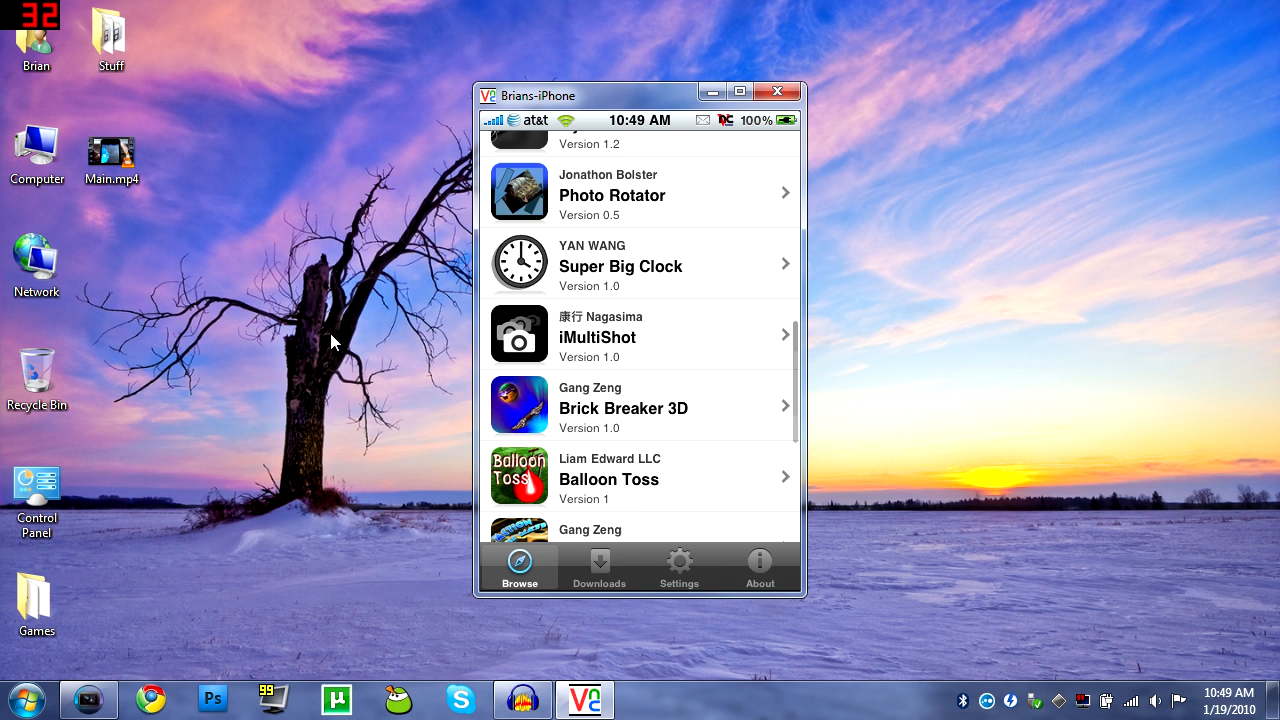 32
Brian
Stuff
Computer
Main.mp4
Network
Recycle Bin
Control
Panel
Games
Brians-iPhone
at&t
10:49 AM
100%
Version 1.2
Jonathon Bolster
Photo Rotator
Version 0.5
YAN WANG
Super Big Clock
Version 1.0
康行 Nagasima
iMultiShot
Version 1.0
Gang Zeng
Brick Breaker 3D
Version 1.0
Balloon
Toss
Liam Edward LLC
Balloon Toss
Version 1
Gang Zeng
Browse
Downloads
Settings
About
Ps
99
µ
10:49 AM
1/19/2010